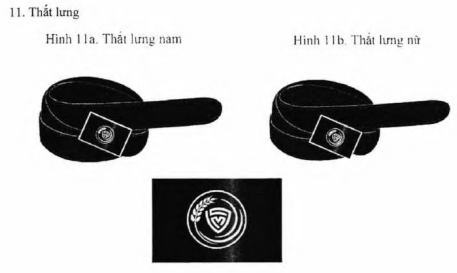 11. Thắt lưng
Hình 11a. Thắt lưng nam
Hình 11b. Thắt lưng nữ